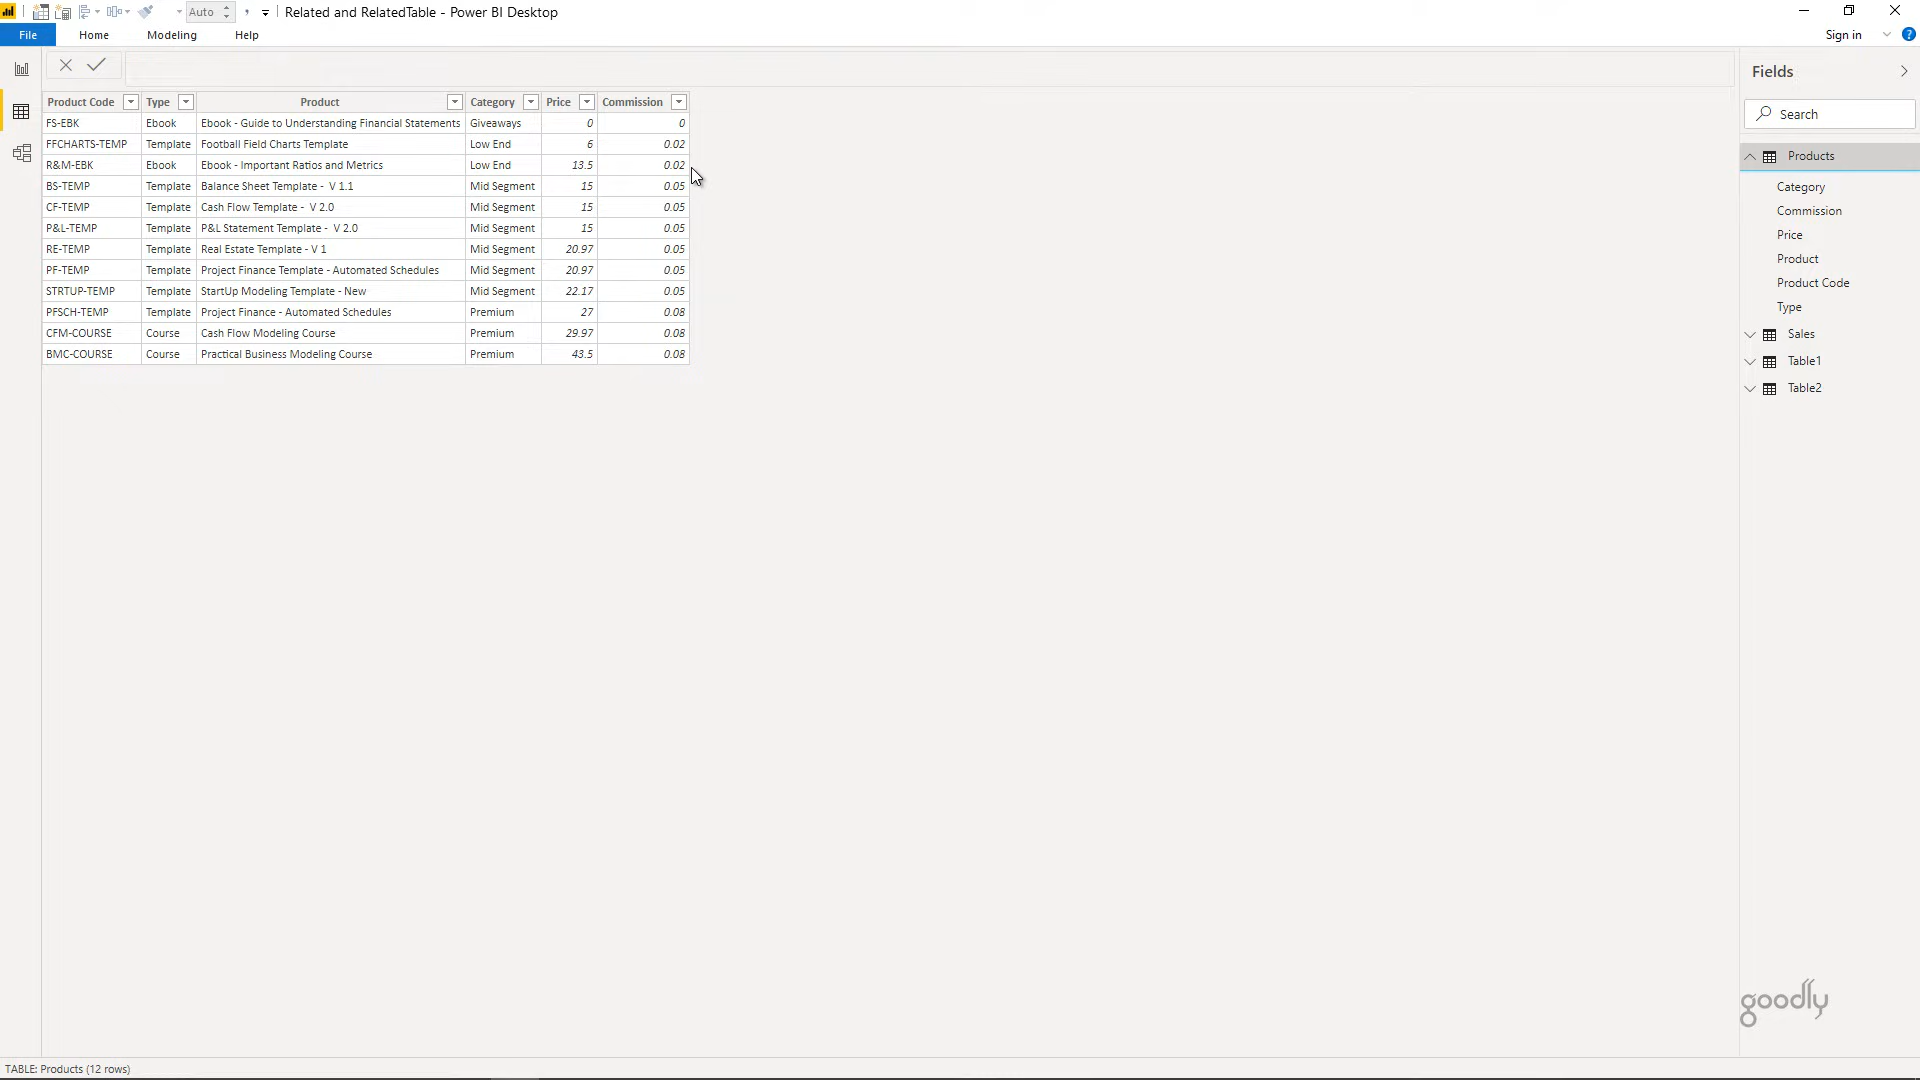 Auto
Related and RelatedTable - Power BI Desktop
File Home Modeling Help Sign in ?
Fields
Search
Product Code Type Product Category Price Commission
FS-EBK Ebook Ebook - Guide to Understanding Financial Statements Giveaways 0 0
FFCHARTS-TEMP Template Football Field Charts Template Low End 6 0.02
R&M-EBK Ebook Ebook - Important Ratios and Metrics Low End 13.5 0.02
BS-TEMP Template Balance Sheet Template - V 1.1 Mid Segment 15 0.05
CF-TEMP Template Cash Flow Template - V 2.0 Mid Segment 15 0.05
P&L-TEMP Template P&L Statement Template - V 2.0 Mid Segment 15 0.05
RE-TEMP Template Real Estate Template - V 1 Mid Segment 20.97 0.05
PF-TEMP Template Project Finance Template - Automated Schedules Mid Segment 20.97 0.05
STRTUP-TEMP Template StartUp Modeling Template - New Mid Segment 22.17 0.05
PFSCH-TEMP Template Project Finance - Automated Schedules Premium 27 0.08
CFM-COURSE Course Cash Flow Modeling Course Premium 29.97 0.08
BMC-COURSE Course Practical Business Modeling Course Premium 43.5 0.08
Products
Category
Commission
Price
Product
Product Code
Type
Sales
Table1
Table2
goodly
TABLE: Products (12 rows)